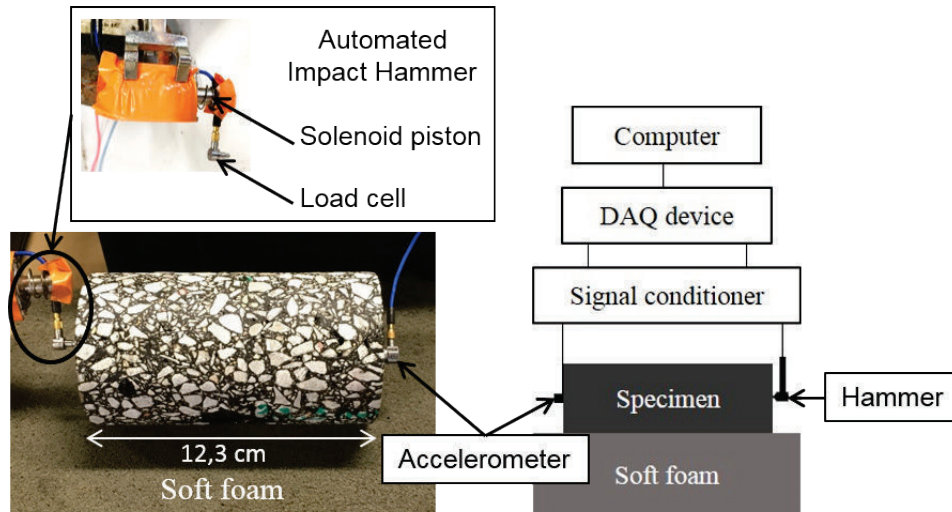 Automated
Impact Hammer
Solenoid piston
Load cell
12,3 cm
Soft foam
Accelerometer
Computer
DAQ device
Signal conditioner
Specimen
Hammer
Soft foam